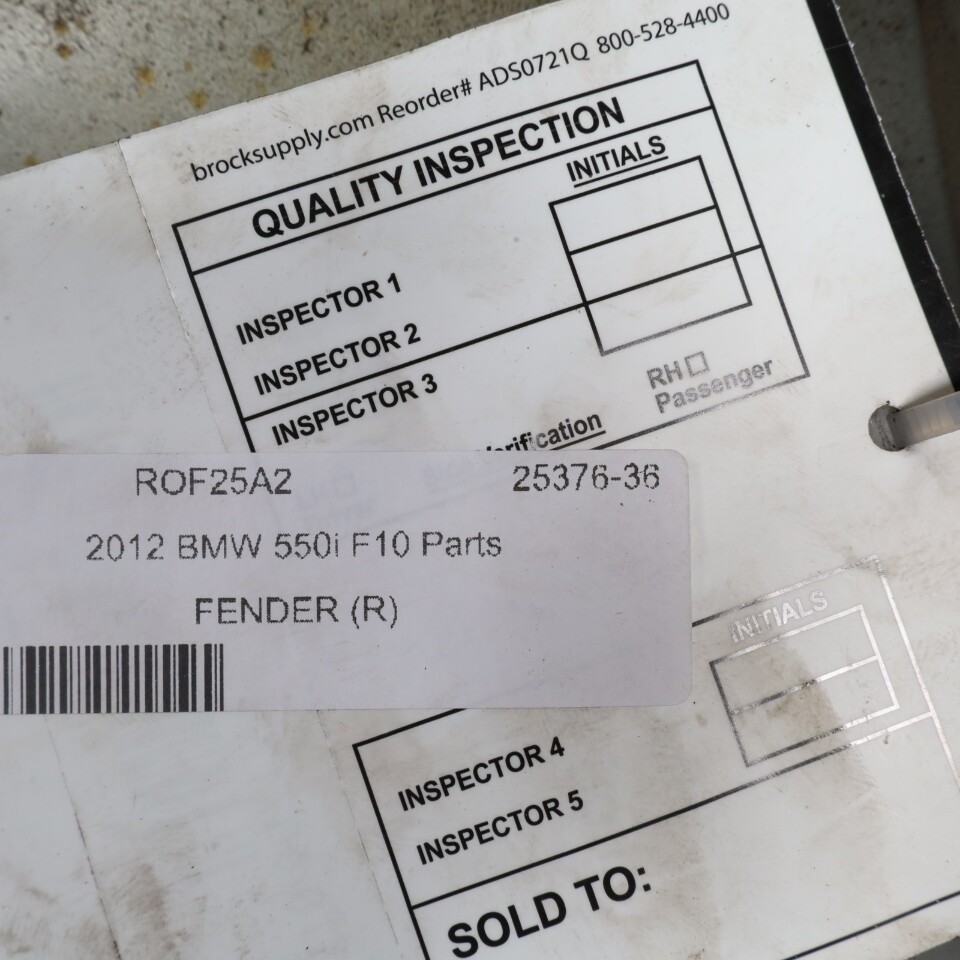 brocksupply.com Reorder# ADS0721Q 800-528-4400
QUALITY INSPECTION
INITIALS
INSPECTOR 1
INSPECTOR 2
INSPECTOR 3
RH
Passenger
ROF25A2 25376-36
2012 BMW 550i F10 Parts
FENDER (R)
INITIALS
INSPECTOR 4
INSPECTOR 5
SOLD TO: